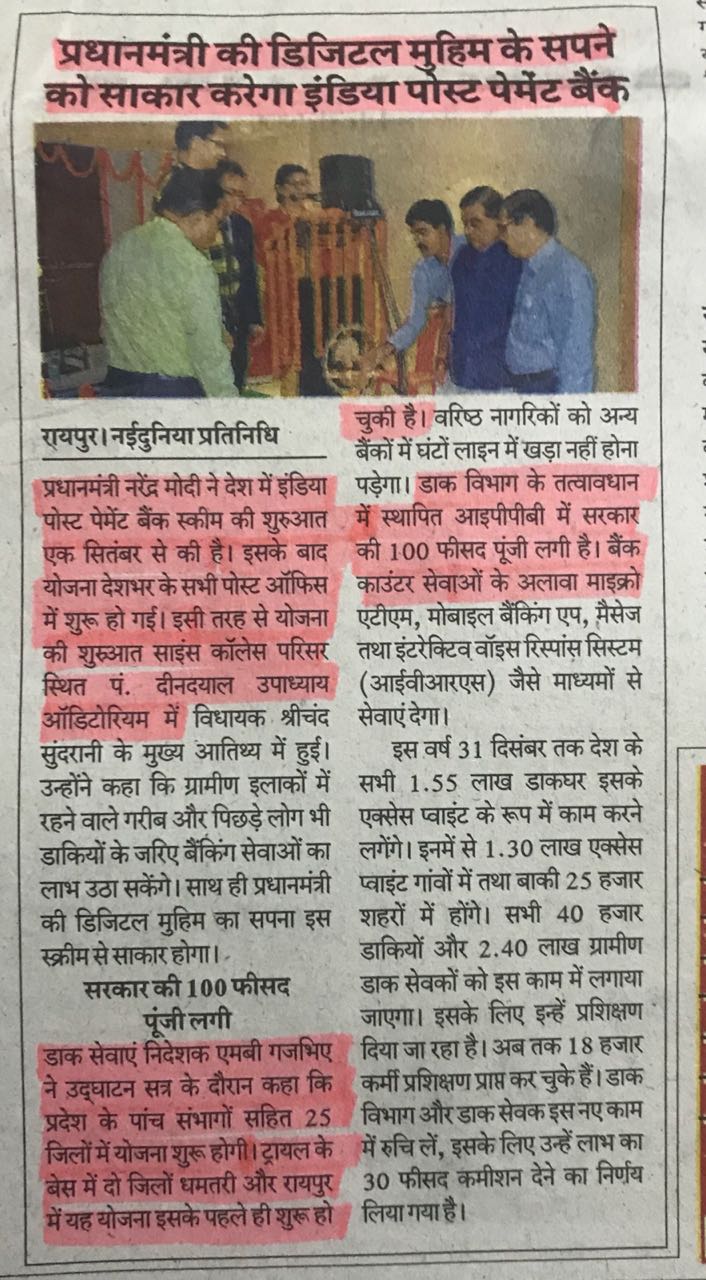 प्रधानमंत्री की डिजिटल मुहिम के सपने
को साकार करेगा इंडिया पोस्ट पेमेंट बैंक
रायपुर। नईदुनिया प्रतिनिधि
प्रधानमंत्री नरेंद्र मोदी ने देश में इंडिया
पोस्ट पेमेंट बैंक स्कीम की शुरुआत
एक सितंबर से की है। इसके बाद
योजना देशभर के सभी पोस्ट ऑफिस
में शुरू हो गई। इसी तरह से योजना
की शुरुआत साइंस कॉलेस परिसर
स्थित पं. दीनदयाल उपाध्याय
ऑडिटोरियम में विधायक श्रीचंद
सुंदरानी के मुख्य आतिथ्य में हुई।
उन्होंने कहा कि ग्रामीण इलाकों में
रहने वाले गरीब और पिछड़े लोग भी
डाकियों के जरिए बैंकिंग सेवाओं का
लाभ उठा सकेंगे। साथ ही प्रधानमंत्री
की डिजिटल मुहिम का सपना इस
स्क्रीम से साकार होगा।
सरकार की 100 फीसद
पूंजी लगी
डाक सेवाएं निदेशक एमबी गजभिए
ने उद्घाटन सत्र के दौरान कहा कि
प्रदेश के पांच संभागों सहित 25
जिलों में योजना शुरू होगी। ट्रायल के
बेस में दो जिलों धमतरी और रायपुर
में यह योजना इसके पहले ही शुरू हो
चुकी है। वरिष्ठ नागरिकों को अन्य
बैंकों में घंटों लाइन में खड़ा नहीं होना
पड़ेगा। डाक विभाग के तत्वावधान
में स्थापित आइपीपीबी में सरकार
की 100 फीसद पूंजी लगी है। बैंक
काउंटर सेवाओं के अलावा माइक्रो
एटीएम, मोबाइल बैंकिंग एप, मैसेज
तथा इंटरेक्टिव वॉइस रिस्पांस सिस्टम
(आईवीआरएस) जैसे माध्यमों से
सेवाएं देगा।
इस वर्ष 31 दिसंबर तक देश के
सभी 1.55 लाख डाकघर इसके
एक्सेस प्वाइंट के रूप में काम करने
लगेंगे। इनमें से 1.30 लाख एक्सेस
प्वाइंट गांवों में तथा बाकी 25 हजार
शहरों में होंगे। सभी 40 हजार
डाकियों और 2.40 लाख ग्रामीण
डाक सेवकों को इस काम में लगाया
जाएगा। इसके लिए इन्हें प्रशिक्षण
दिया जा रहा है। अब तक 18 हजार
कर्मी प्रशिक्षण प्राप्त कर चुके हैं। डाक
विभाग और डाक सेवक इस नए काम
में रुचि लें, इसके लिए उन्हें लाभ का
30 फीसद कमीशन देने का निर्णय
लिया गया है।